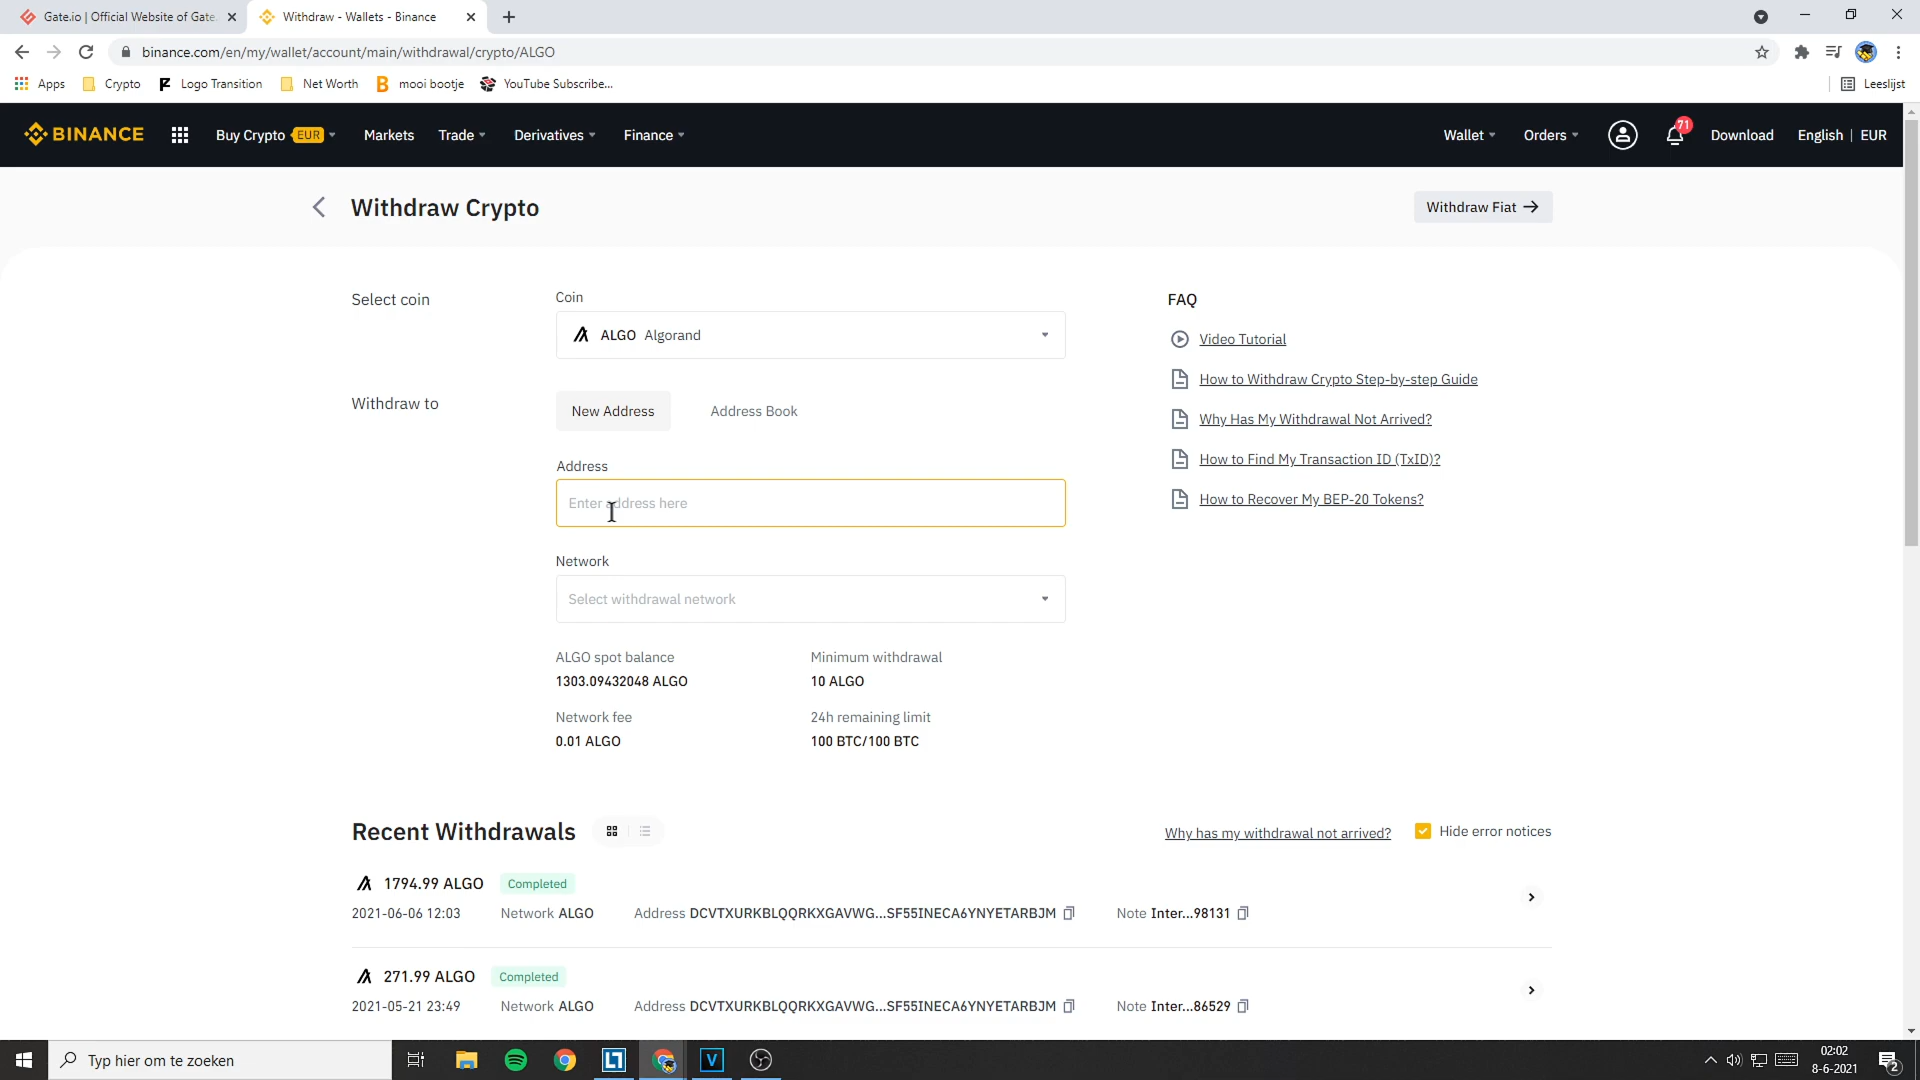 Gate.io | Official Website of Gate.
Withdraw - Wallets - Binance
binance.com/en/my/wallet/account/main/withdrawal/crypto/ALGO
Apps Crypto Logo Transition Net Worth mooi bootje YouTube Subscribe... Leeslijst
BINANCE Buy Crypto EUR Markets Trade Derivatives Finance Wallet Orders 71 Download English | EUR
Withdraw Crypto
Withdraw Fiat
Select coin
Coin
ALGO Algorand
Withdraw to
New Address Address Book
Address
Enter address here
Network
Select withdrawal network
ALGO spot balance Minimum withdrawal
1303.09432048 ALGO 10 ALGO
Network fee 24h remaining limit
0.01 ALGO 100 BTC/100 BTC
FAQ
Video Tutorial
How to Withdraw Crypto Step-by-step Guide
Why Has My Withdrawal Not Arrived?
How to Find My Transaction ID (TxID)?
How to Recover My BEP-20 Tokens?
Recent Withdrawals Why has my withdrawal not arrived? Hide error notices
1794.99 ALGO Completed
2021-06-06 12:03 Network ALGO Address DCVTXURKBLQQRKXGAVWG...SF55INECA6YNYETARBJM Note Inter...98131
271.99 ALGO Completed
2021-05-21 23:49 Network ALGO Address DCVTXURKBLQQRKXGAVWG...SF55INECA6YNYETARBJM Note Inter...86529
Typ hier om te zoeken
02:02
8-6-2021
2